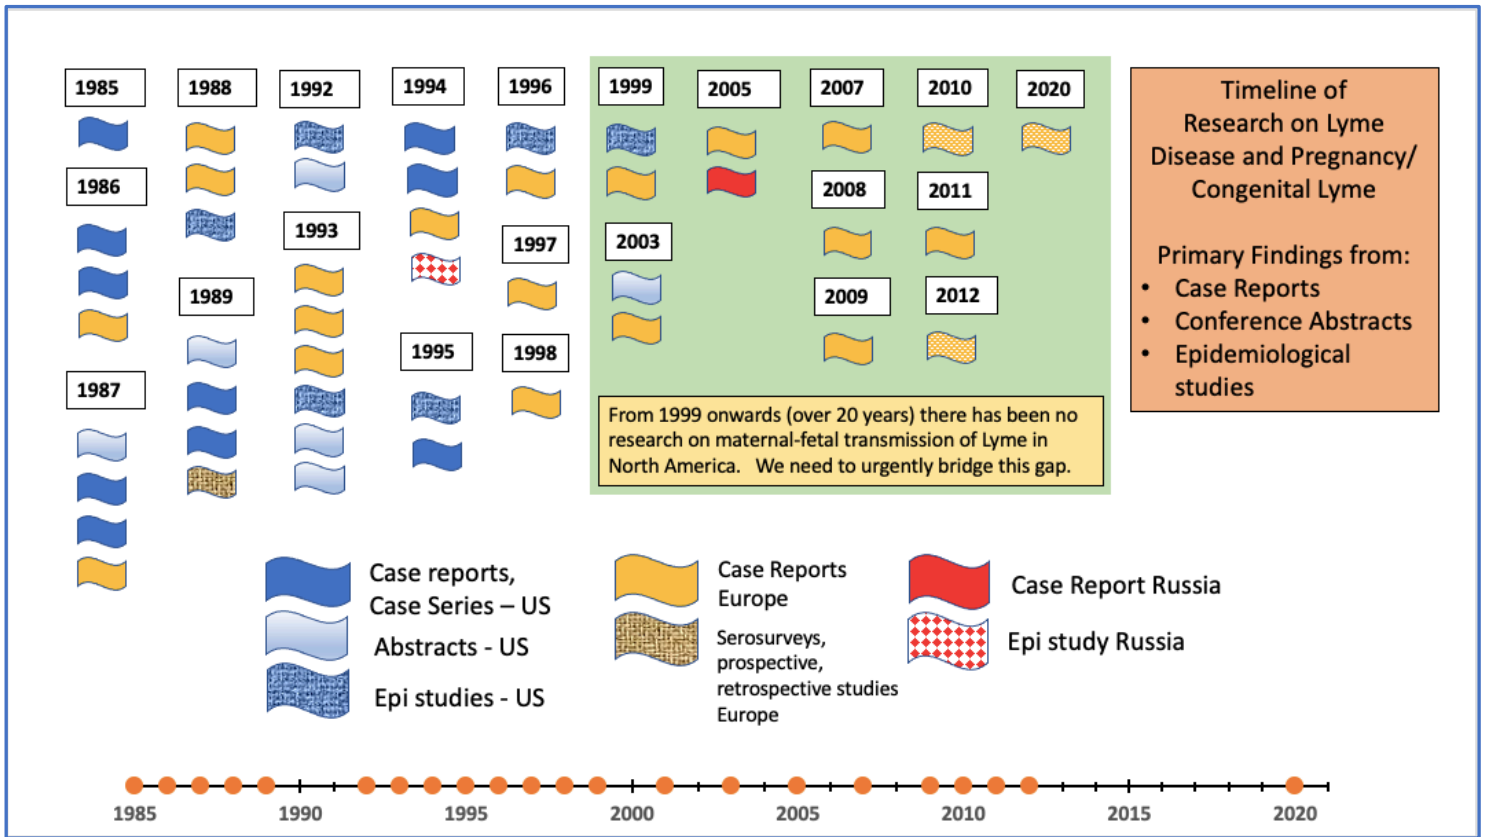 1985
1988
1992
1994
1996
1999
2005
2007
2010
2020
1986
2008
2011
1993
1997
2003
1989
2009
2012
1995
1998
1987
Timeline of
Research on Lyme
Disease and Pregnancy/
Congenital Lyme
Primary Findings from:
• Case Reports
• Conference Abstracts
• Epidemiological
studies
From 1999 onwards (over 20 years) there has been no
research on maternal-fetal transmission of Lyme in
North America. We need to urgently bridge this gap.
Case reports,
Case Series – US
Abstracts - US
Epi studies - US
Case Reports
Europe
Serosurveys,
prospective,
retrospective studies
Europe
Case Report Russia
Epi study Russia
1985 1990 1995 2000 2005 2010 2015 2020